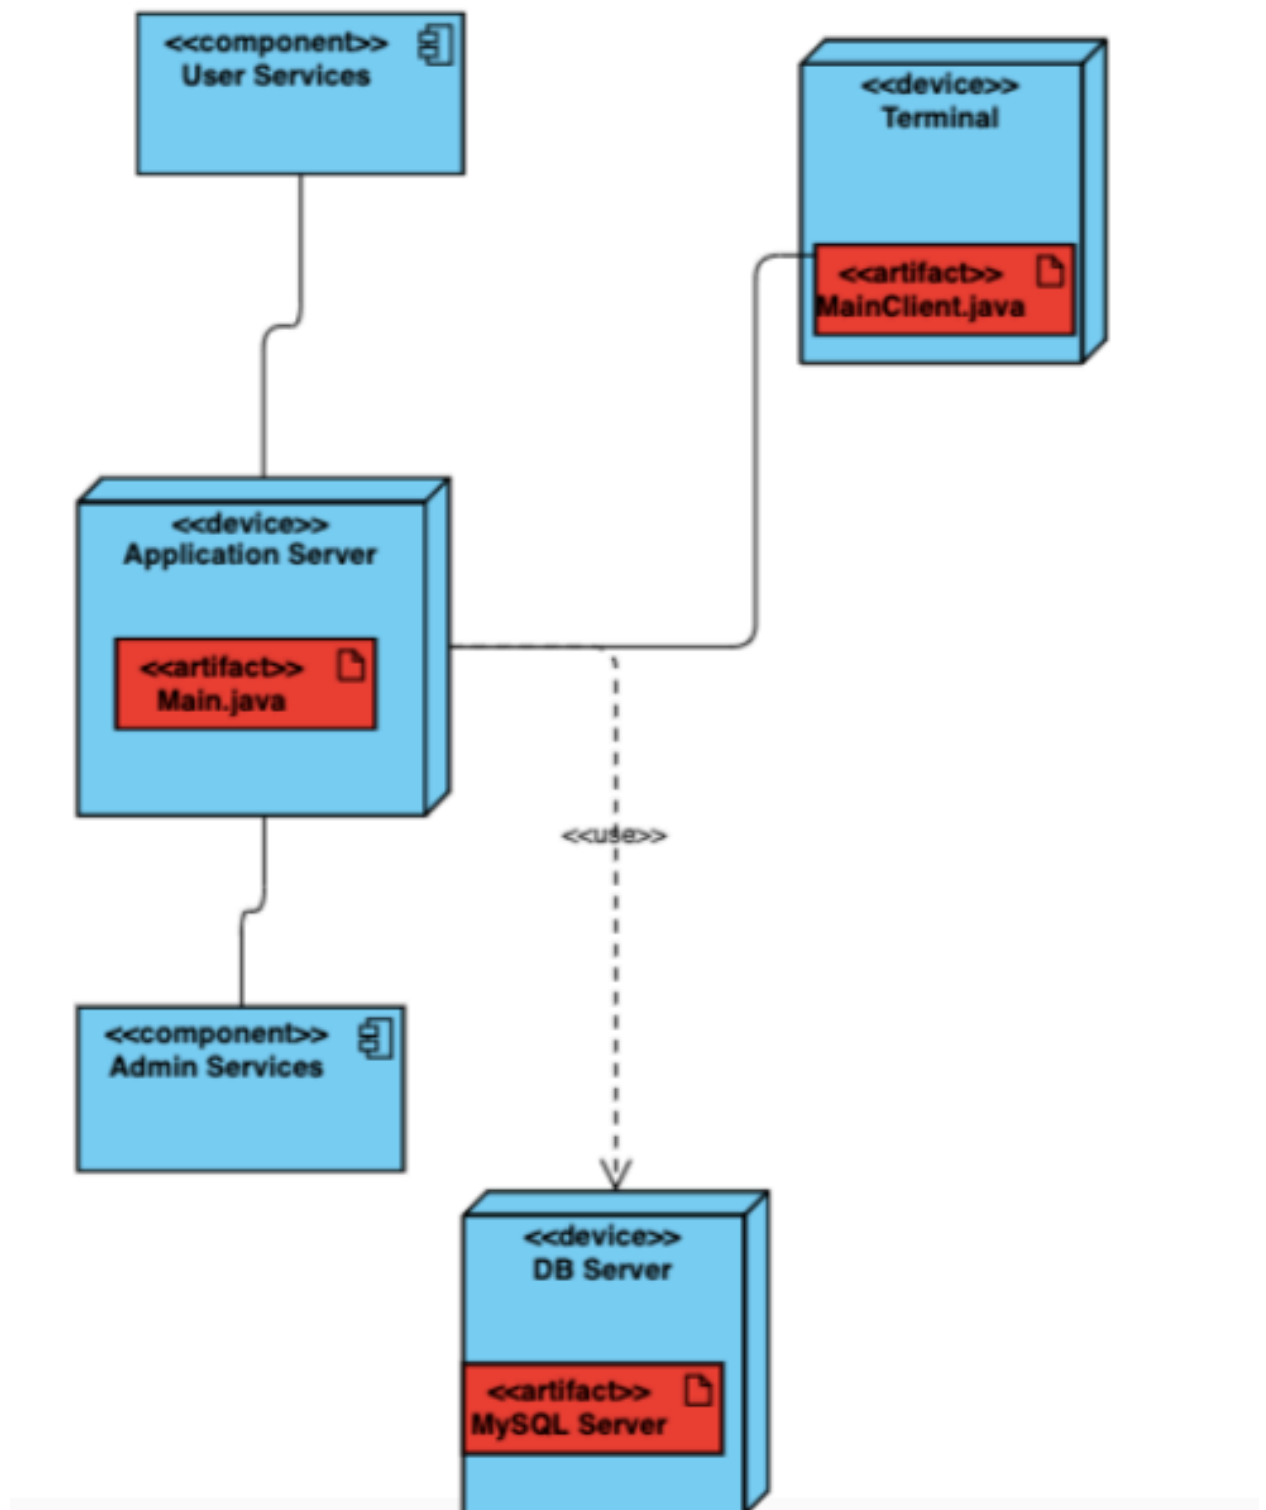 <<component>>
User Services
<<device>>
Terminal
<<artifact>>
MainClient.java
<<device>>
Application Server
<<artifact>>
Main.java
<<use>>
<<component>>
Admin Services
<<device>>
DB Server
<<artifact>>
MySQL Server